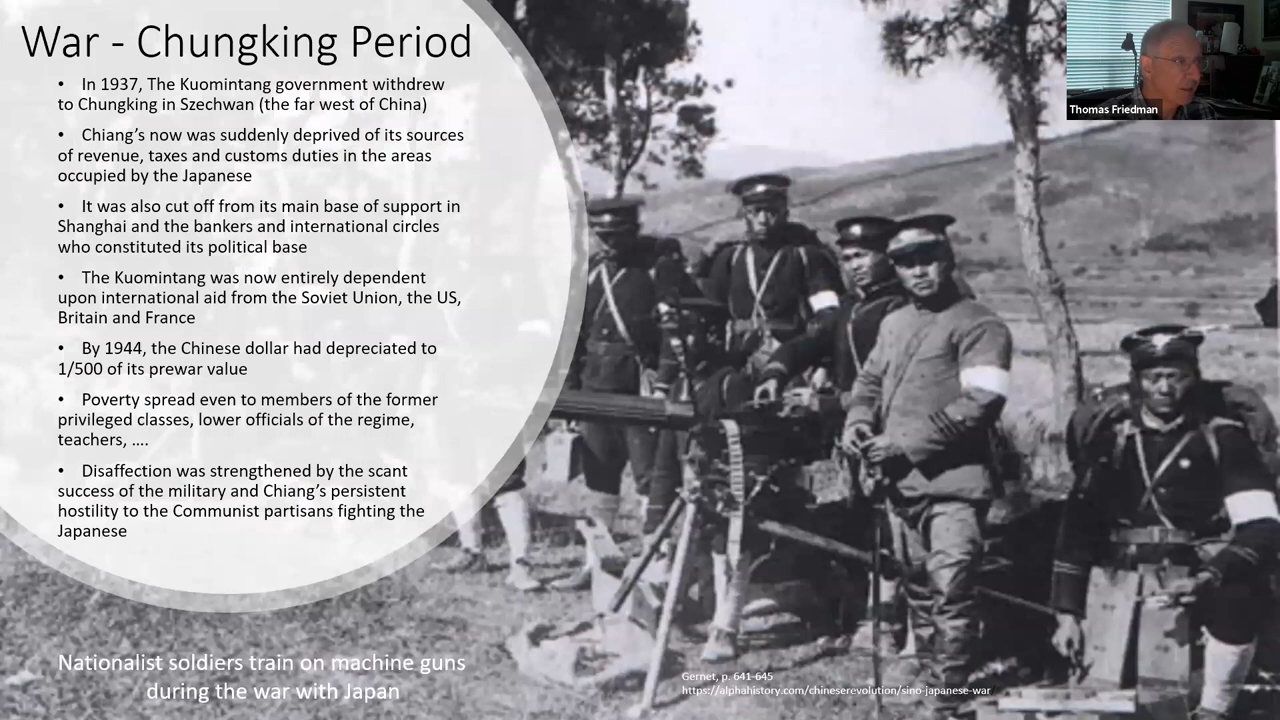 War - Chungking Period
• In 1937, The Kuomintang government withdrew
to Chungking in Szechwan (the far west of China)
• Chiang's now was suddenly deprived of its sources
of revenue, taxes and customs duties in the areas
occupied by the Japanese
• It was also cut off from its main base of support in
Shanghai and the bankers and international circles
who constituted its political base
• The Kuomintang was now entirely dependent
upon international aid from the Soviet Union, the US,
Britain and France
• By 1944, the Chinese dollar had depreciated to
1/500 of its prewar value
• Poverty spread even to members of the former
privileged classes, lower officials of the regime,
teachers, ....
• Disaffection was strengthened by the scant
success of the military and Chiang's persistent
hostility to the Communist partisans fighting the
Japanese
Nationalist soldiers train on machine guns
during the war with Japan
Gernet, p. 641-645
https://alphahistory.com/chineserevolution/sino-japanese-war
Thomas Friedman